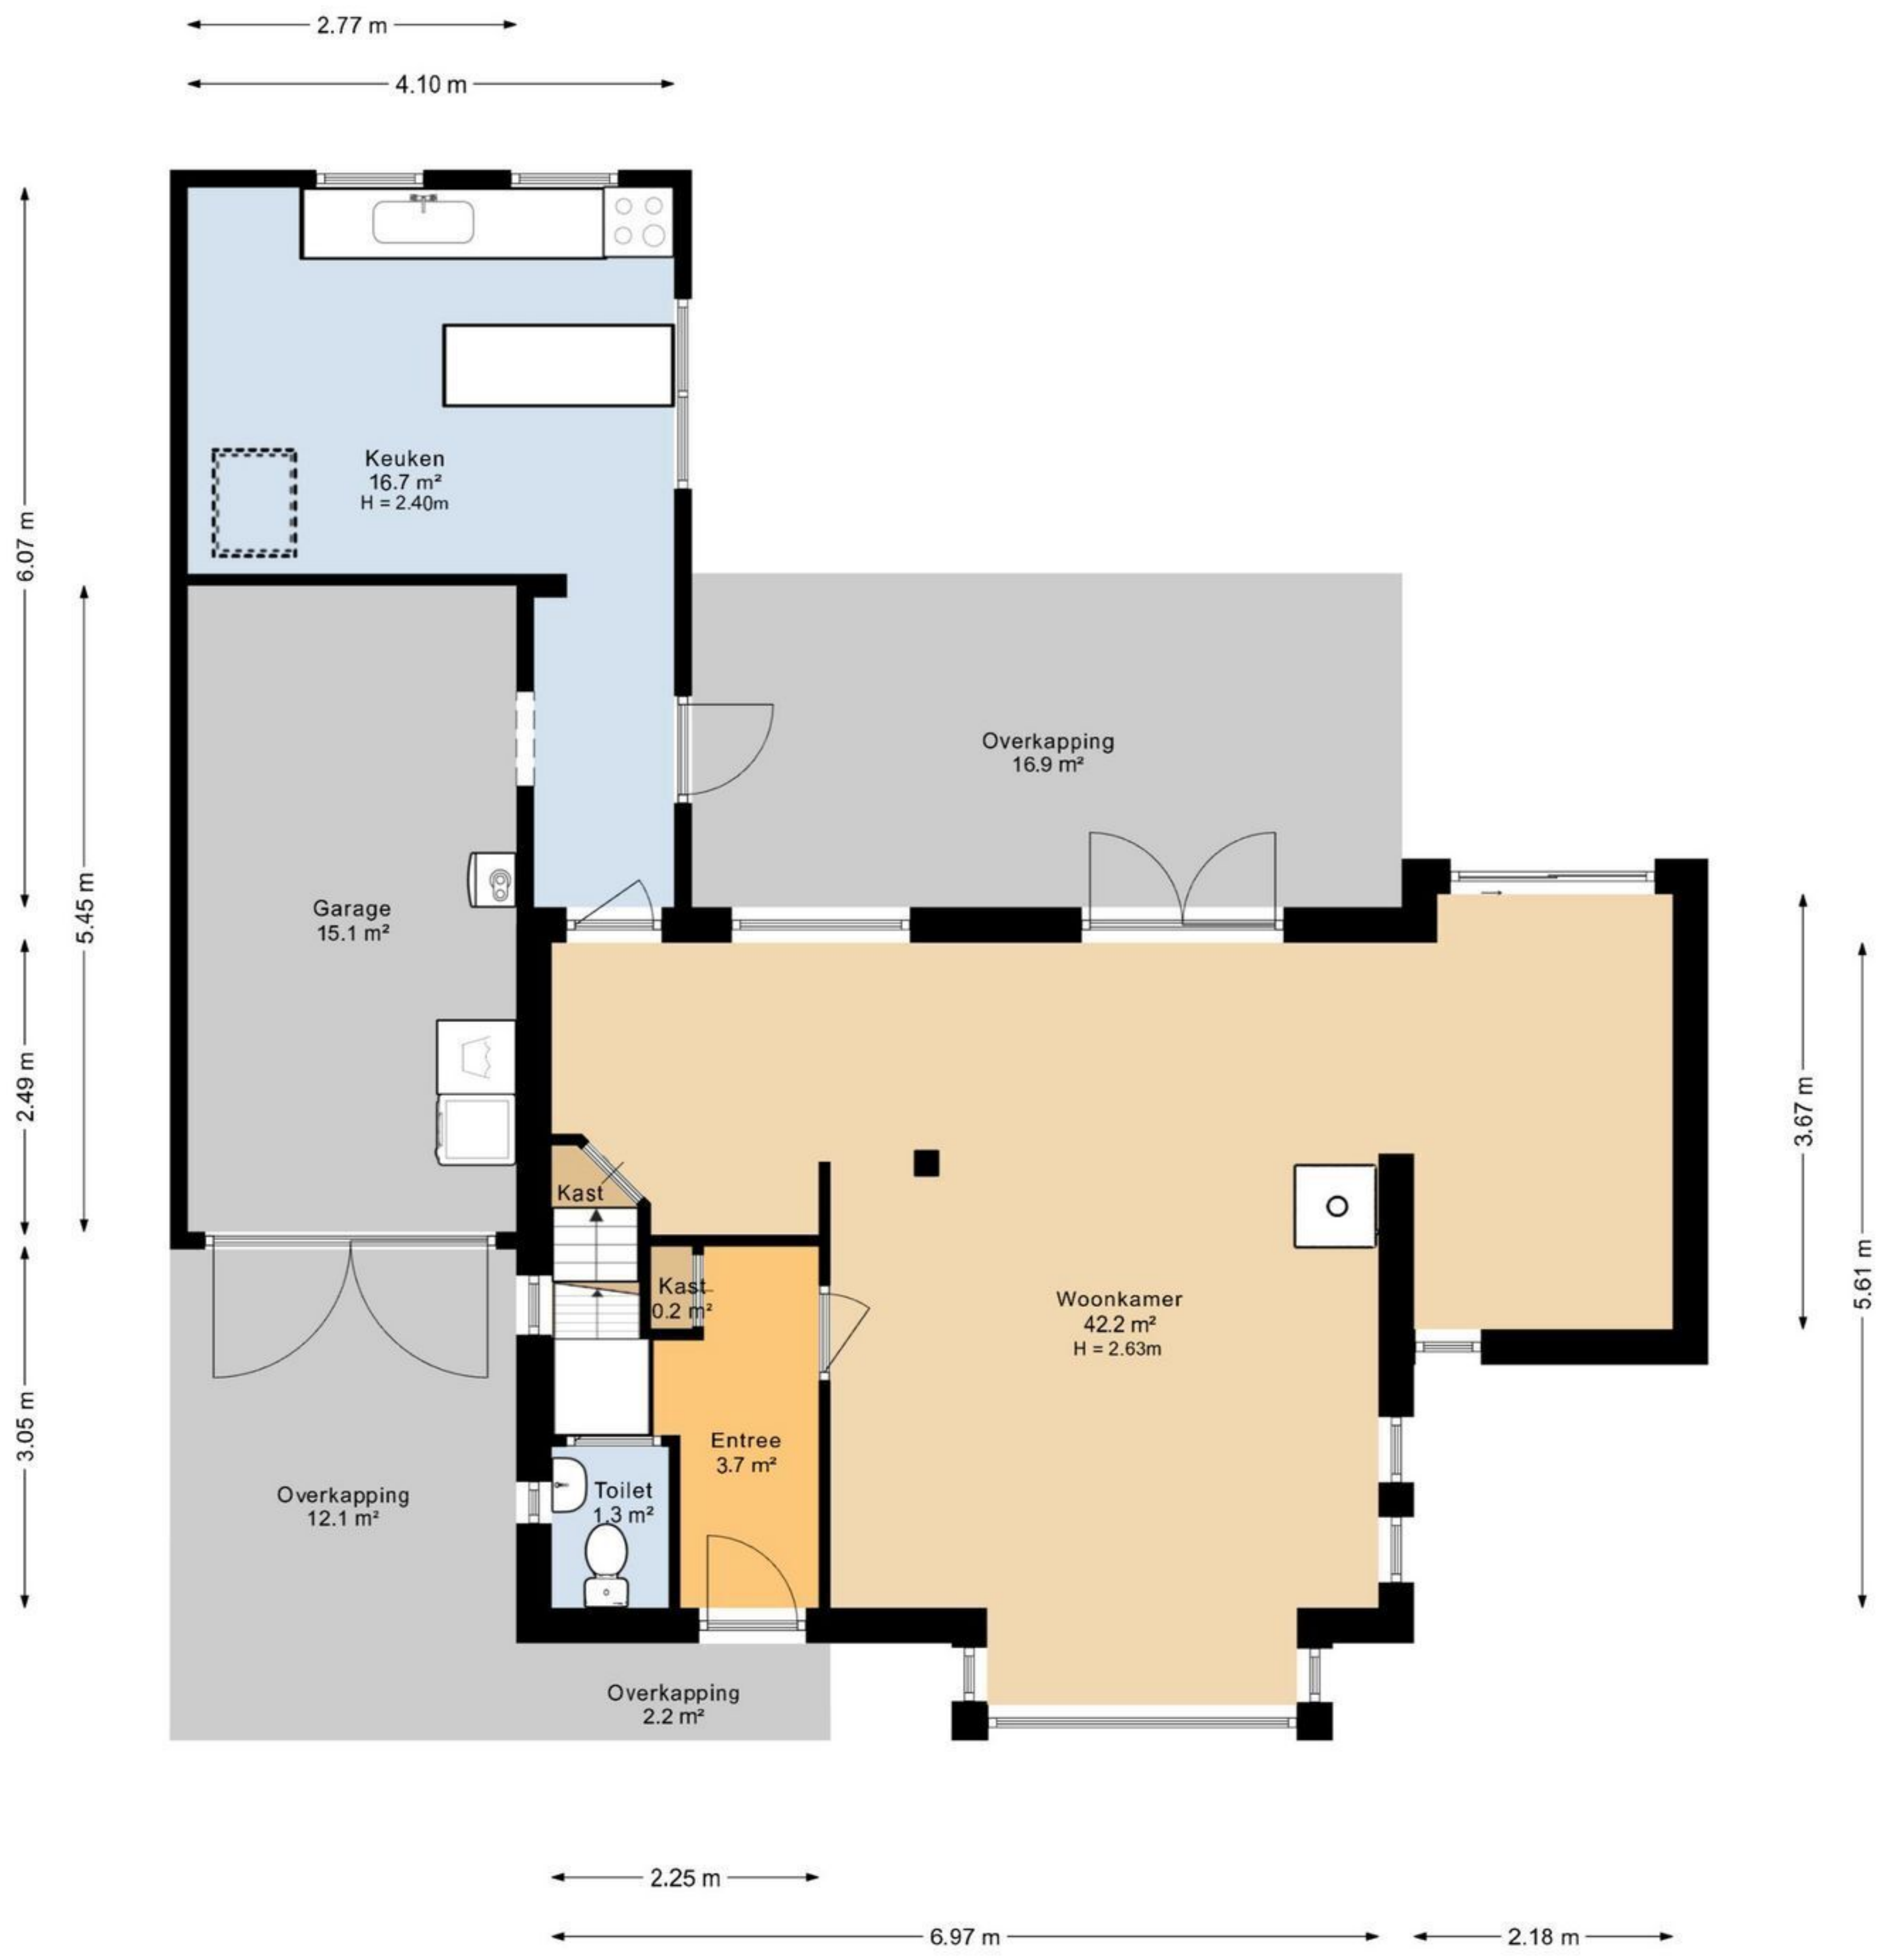 2.77 m
4.10 m
6.07 m
5.45 m
2.49 m
3.05 m
Keuken
16.7 m²
H = 2.40m
Overkapping
16.9 m²
Garage
15.1 m²
Kast
Kast
0.2 m²
Woonkamer
42.2 m²
H = 2.63m
Entree
3.7 m²
Toilet
1.3 m²
Overkapping
12.1 m²
Overkapping
2.2 m²
3.67 m
5.61 m
2.25 m
6.97 m
2.18 m